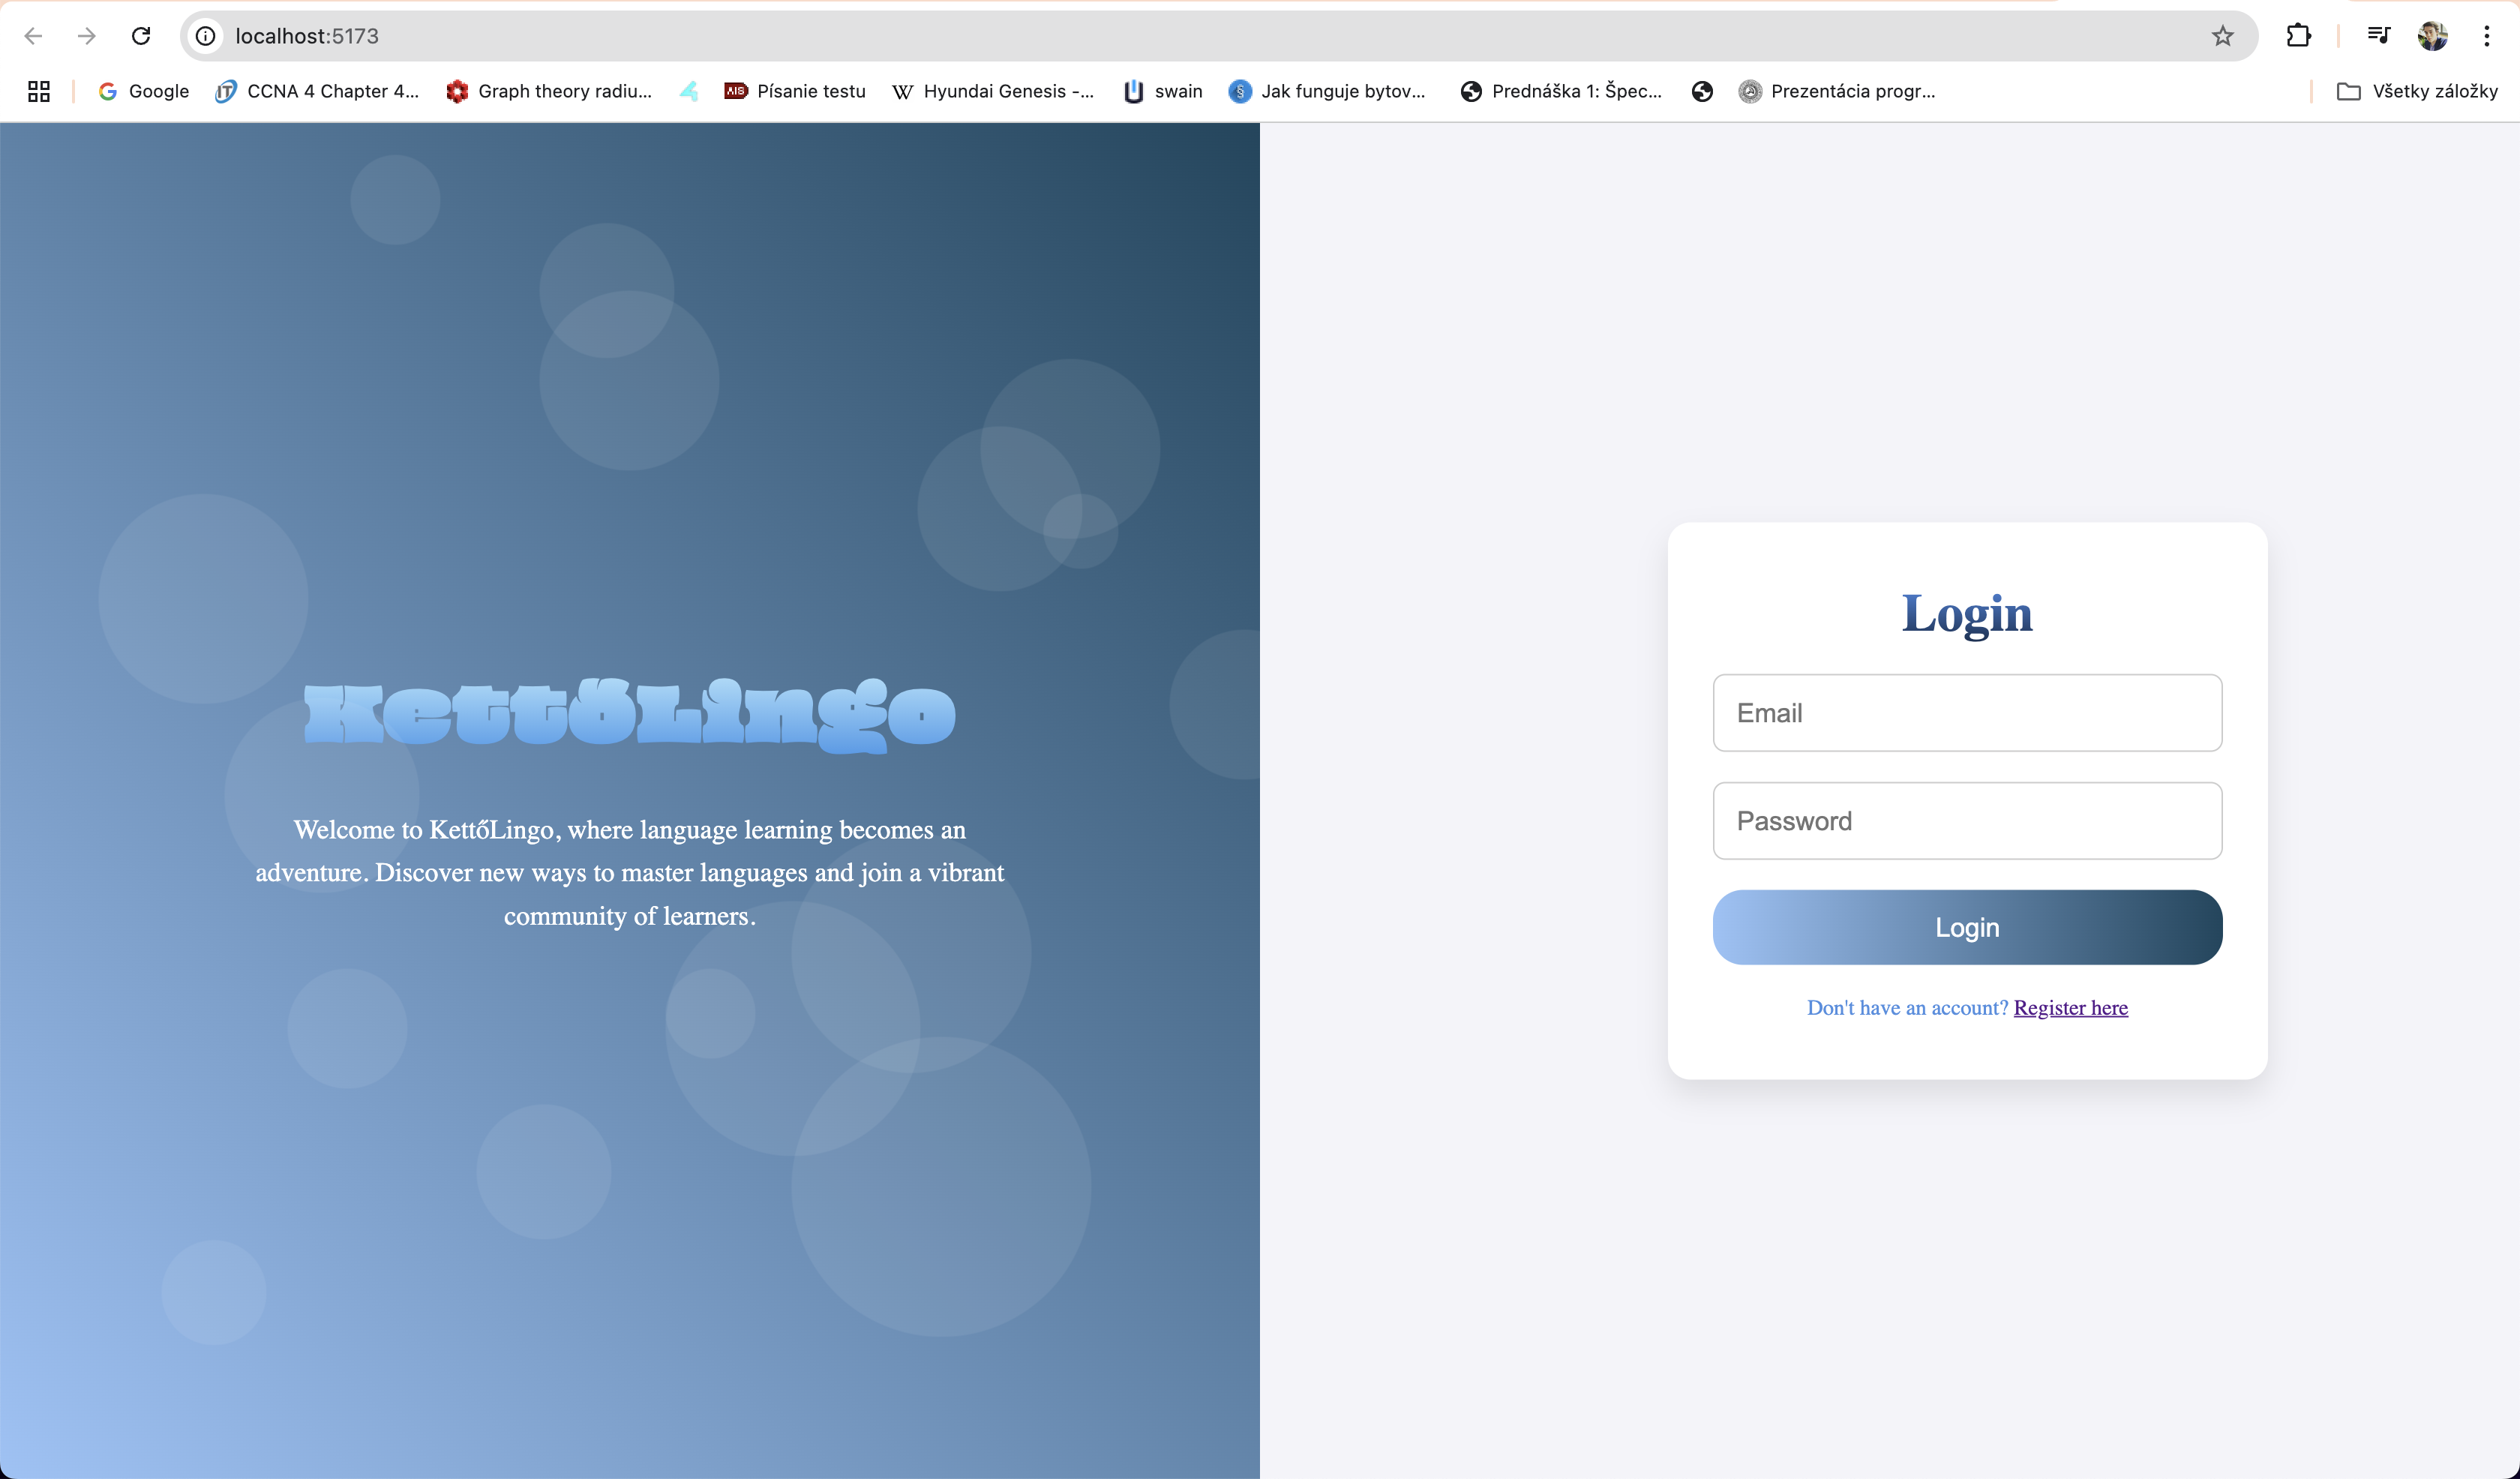 localhost:5173
Google
CCNA 4 Chapter 4...
Graph theory radiu...
AIS
Písanie testu
W
Hyundai Genesis -...
swain
§
Jak funguje bytov...
Prednáška 1: Špec...
Prezentácia progr...
Všetky záložky
KettőLingo
Welcome to KettőLingo, where language learning becomes an
adventure. Discover new ways to master languages and join a vibrant
community of learners.
Login
Email
Password
Login
Don't have an account? Register here